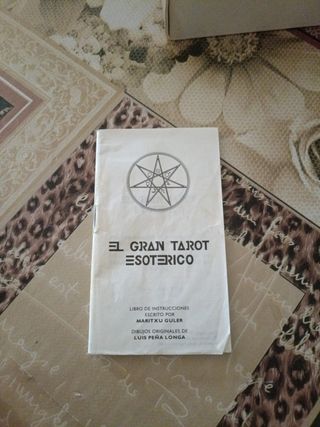 EL GRAN TAROT
ESOTERICO
LIBRO DE INSTRUCCIONES
ESCRITO POR
MARITXU GULER
DIBUJOS ORIGINALES DE
LUIS PEÑA LONGA